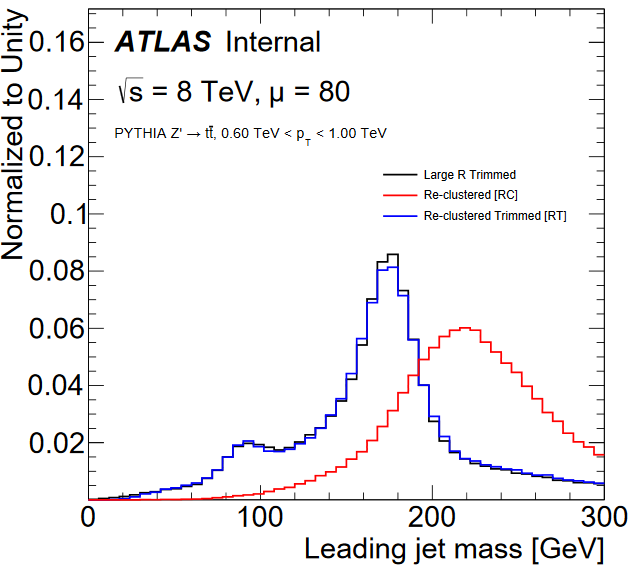 Normalized to Unity
0.16
0.14
0.12
0.1
0.08
0.06
0.04
0.02
ATLAS Internal
√s = 8 TeV, μ = 80
PYTHIA Z' → tt̄, 0.60 TeV < p_T < 1.00 TeV
Large R Trimmed
Re-clustered [RC]
Re-clustered Trimmed [RT]
0 100 200 300
Leading jet mass [GeV]